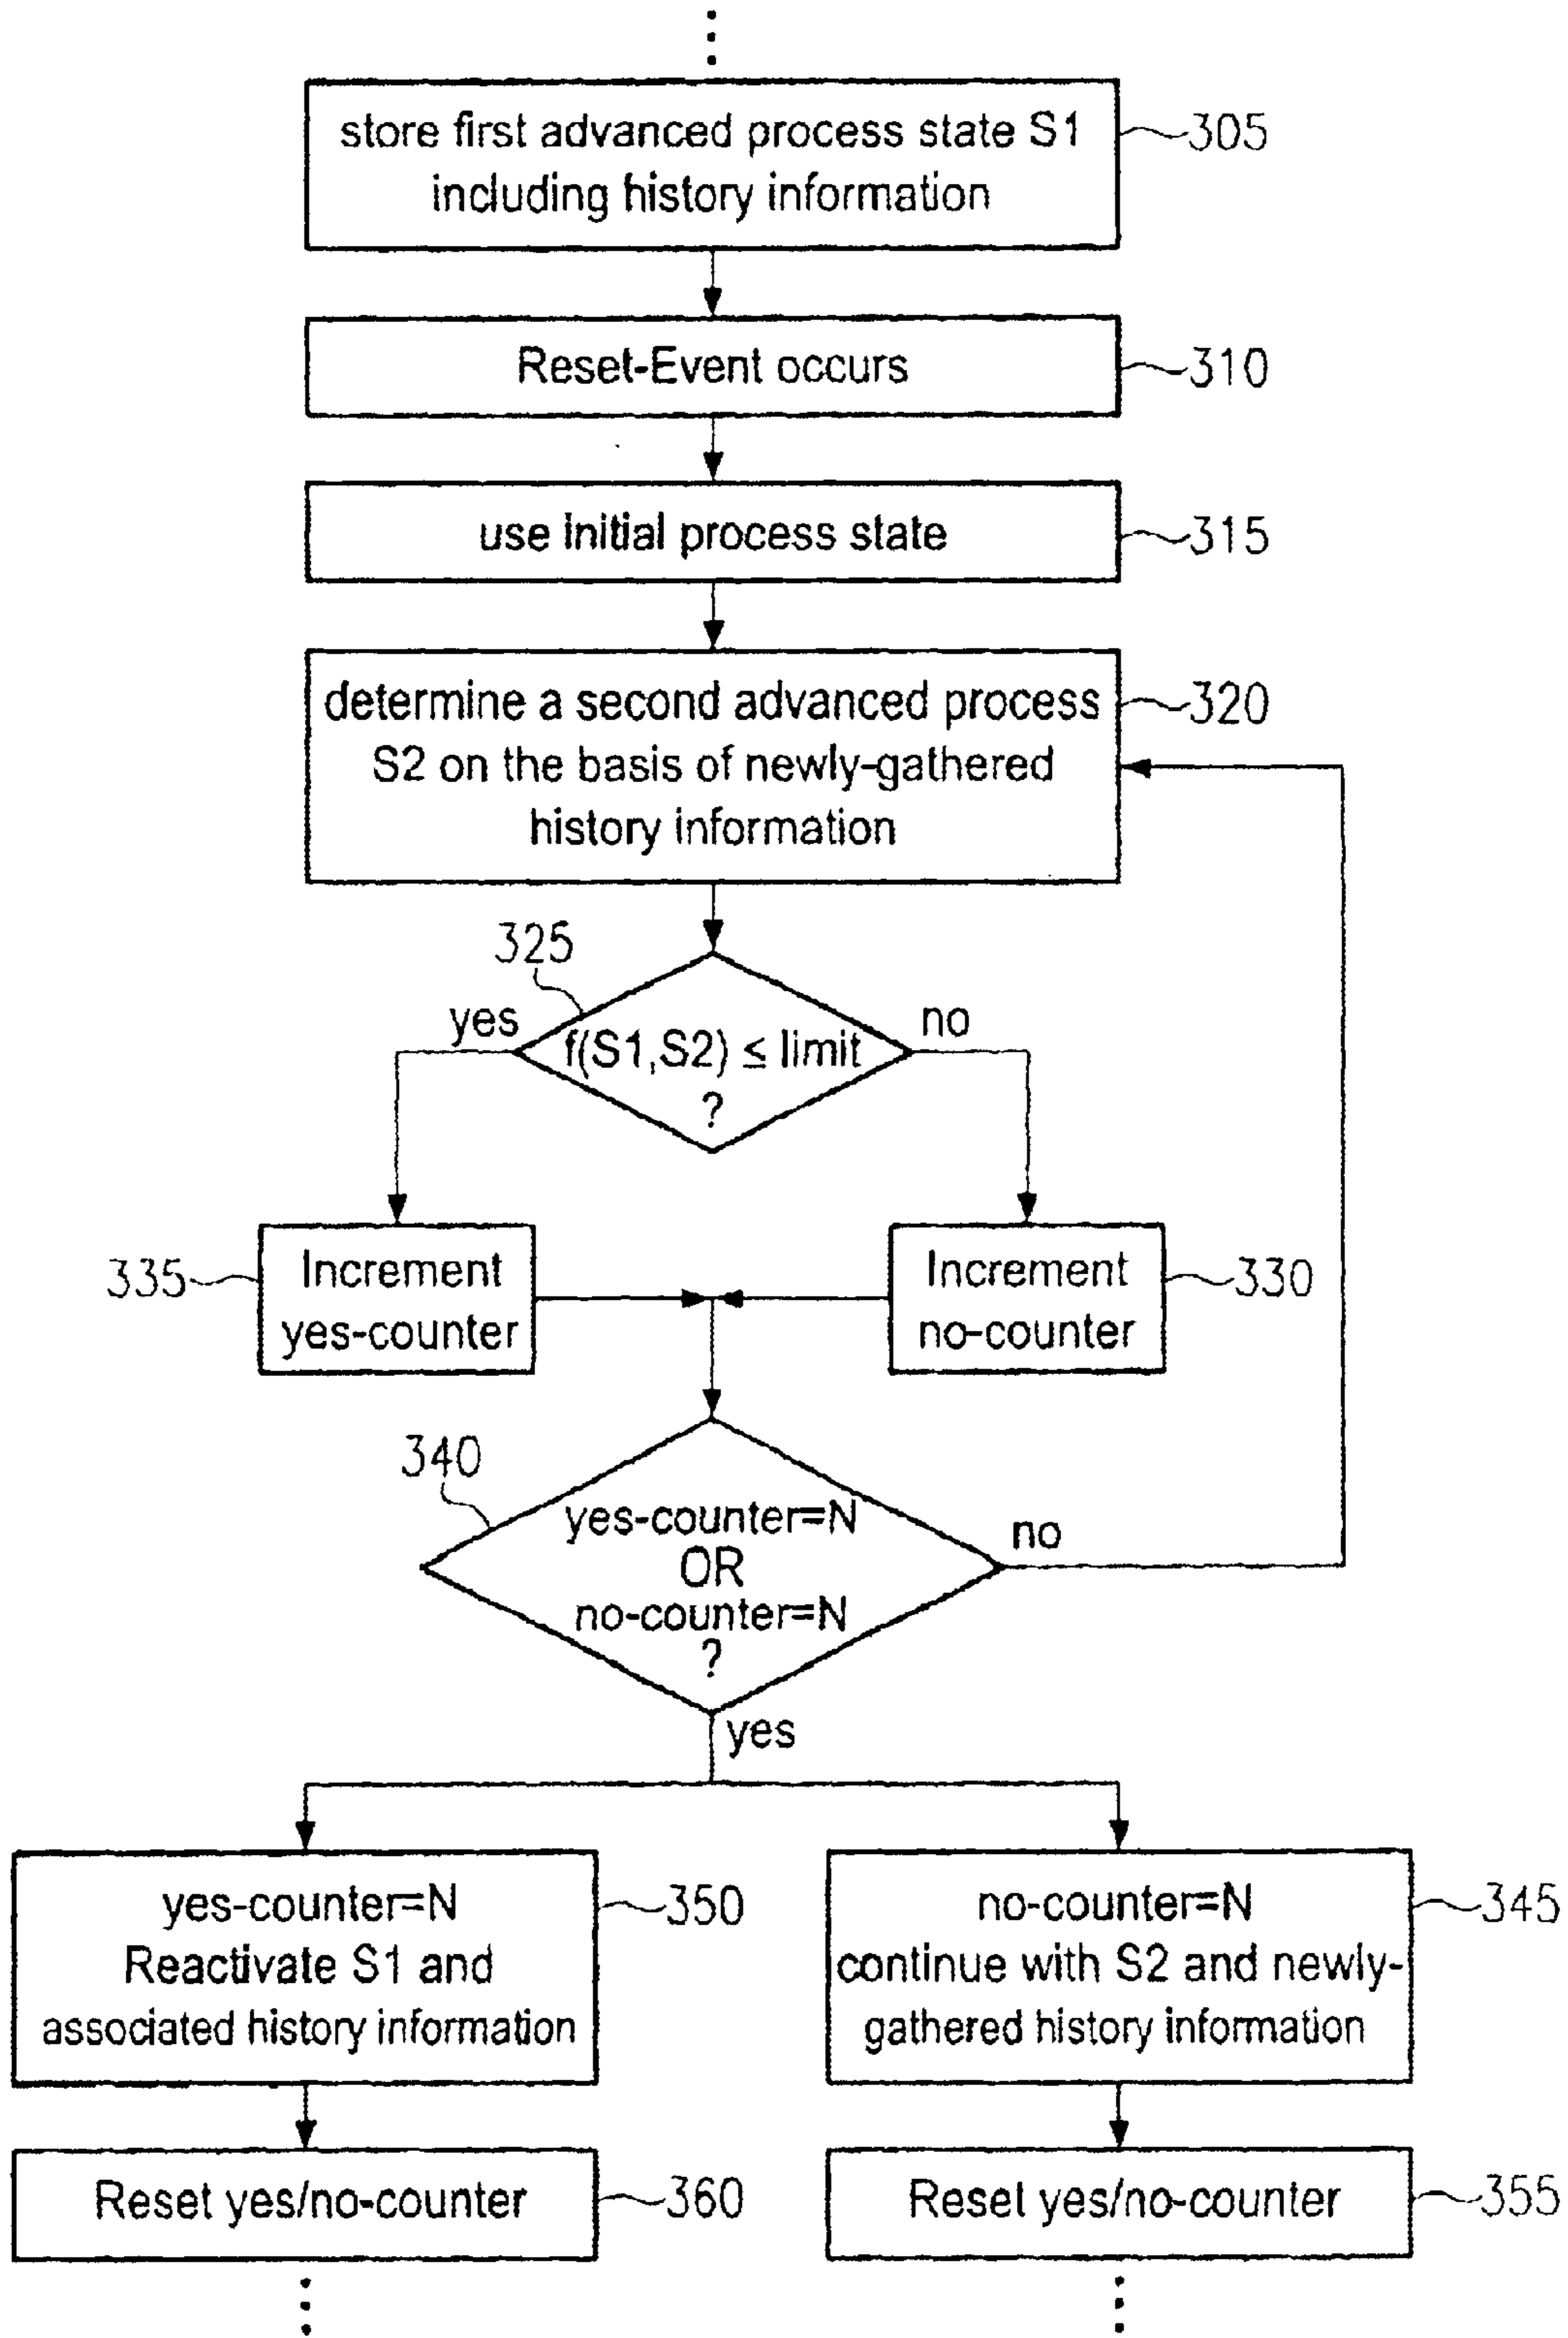 store first advanced process state S1
including history information
305
Reset-Event occurs
310
use initial process state
315
determine a second advanced process
S2 on the basis of newly-gathered
history information
320
325
yes
no
f(S1,S2) ≤ limit
?
335
Increment
yes-counter
Increment
no-counter
330
340
yes-counter=N
OR
no-counter=N
?
no
yes
yes-counter=N
Reactivate S1 and
associated history information
350
no-counter=N
continue with S2 and newly-
gathered history information
345
Reset yes/no-counter
360
Reset yes/no-counter
355